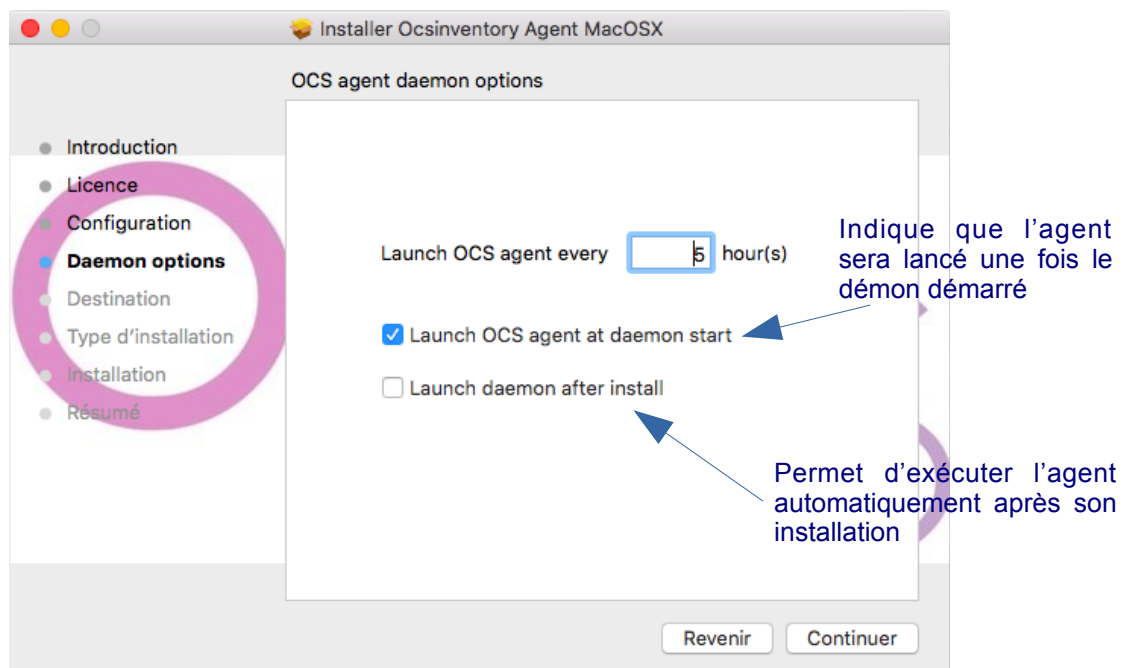 Installer Ocsinventory Agent MacOSX
OCS agent daemon options
Introduction
Licence
Configuration
Daemon options
Destination
Type d'installation
Installation
Résumé
Launch OCS agent every 5 hour(s)
Launch OCS agent at daemon start
Launch daemon after install
Indique que l’agent
sera lancé une fois le
démon démarré
Permet d’exécuter l’agent
automatiquement après son
installation
Revenir
Continuer